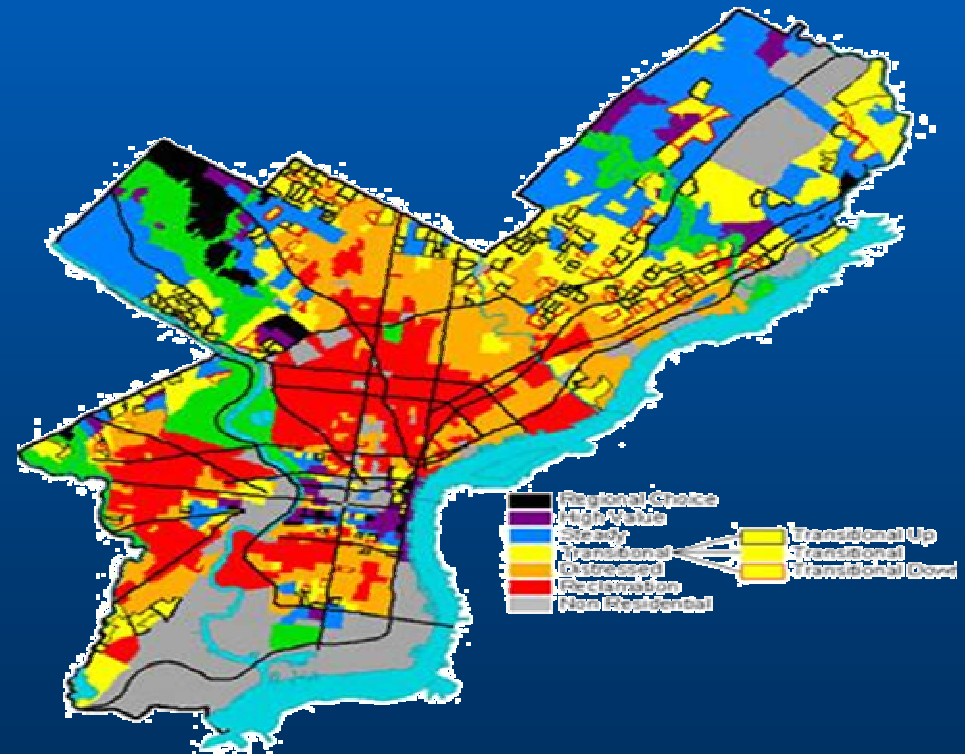 Regional Choice
High Value
Steady
Transitional
Distressed
Reclamation
Non Residential
Transitional Up
Transitional
Transitional Down